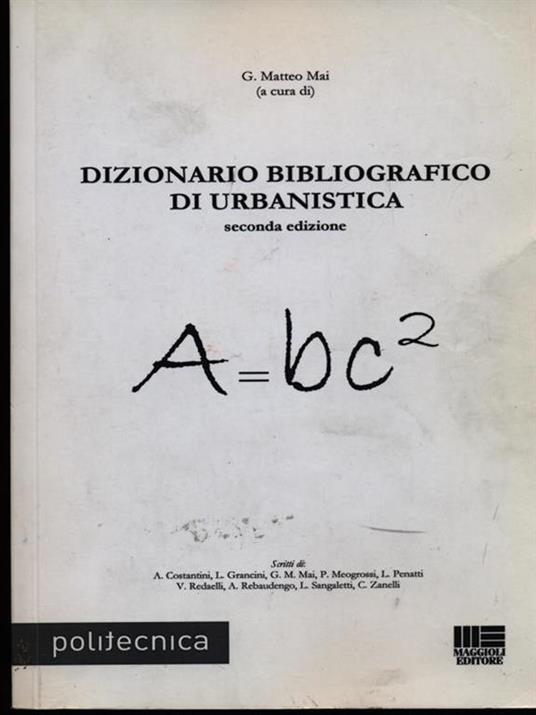 G. Matteo Mai
(a cura di)
DIZIONARIO BIBLIOGRAFICO
DI URBANISTICA
seconda edizione
A=bc²
Scritti di:
A. Costantini, L. Grancini, G. M. Mai, P. Meogrossi, L. Penatti
V. Redaelli, A. Rebaudengo, L. Sangaletti, C. Zanelli
politecnica
MAGGIOLI
EDITORE